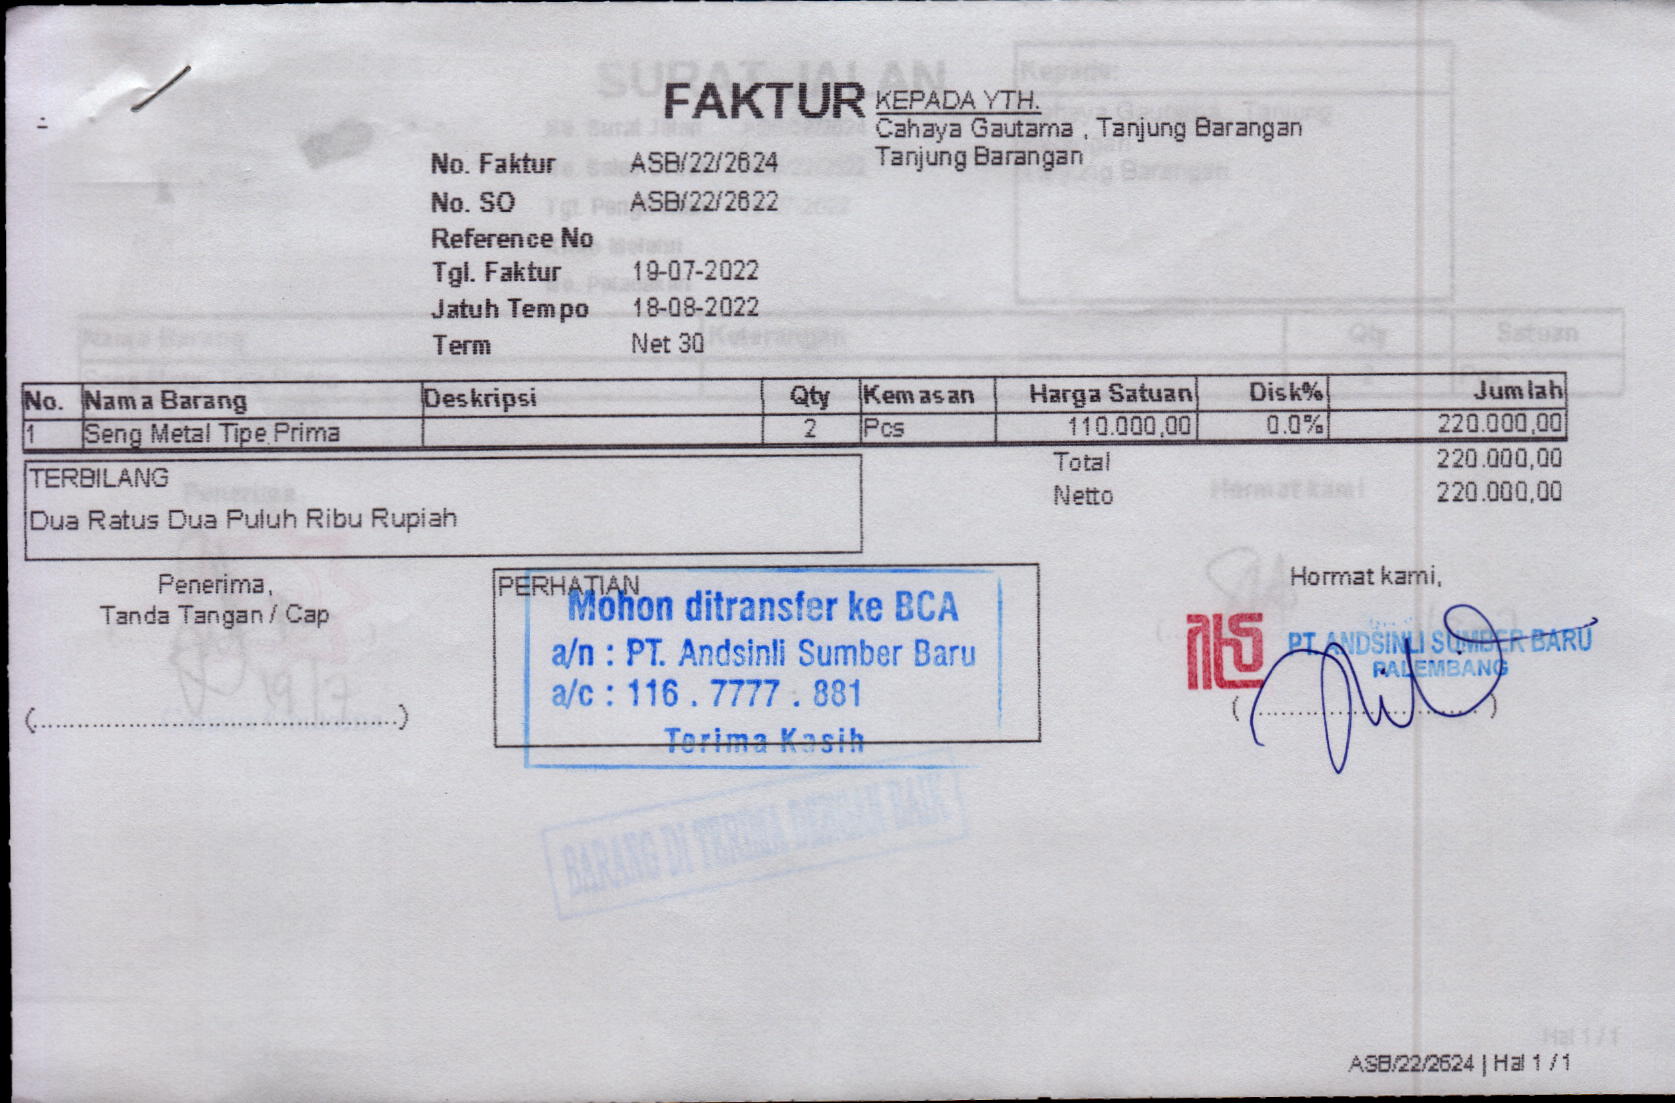 FAKTUR
KEPADA YTH.
Cahaya Gautama , Tanjung Barangan
Tanjung Barangan
No. Faktur ASB/22/2624
No. SO ASB/22/2622
Reference No
Tgl. Faktur 19-07-2022
Jatuh Tempo 18-08-2022
Term Net 30
No. Nama Barang Deskripsi Qty Kemasan Harga Satuan Disk% Jumlah
1 Seng Metal Tipe Prima 2 Pcs 110.000,00 0.0% 220.000,00
Total 220.000,00
Netto 220.000,00
TERBILANG
Dua Ratus Dua Puluh Ribu Rupiah
Penerima,
Tanda Tangan / Cap
(..........................................)
PERHATIAN
Mohon ditransfer ke BCA
a/n : PT. Andsinli Sumber Baru
a/c : 116 . 7777 . 881
Terima Kasih
Hormat kami,
PT. ANDSINLI SUMBER BARU
PALEMBANG
BARANG DI TERIMA DENGAN BAIK
ASB/22/2624 | Hal 1 / 1